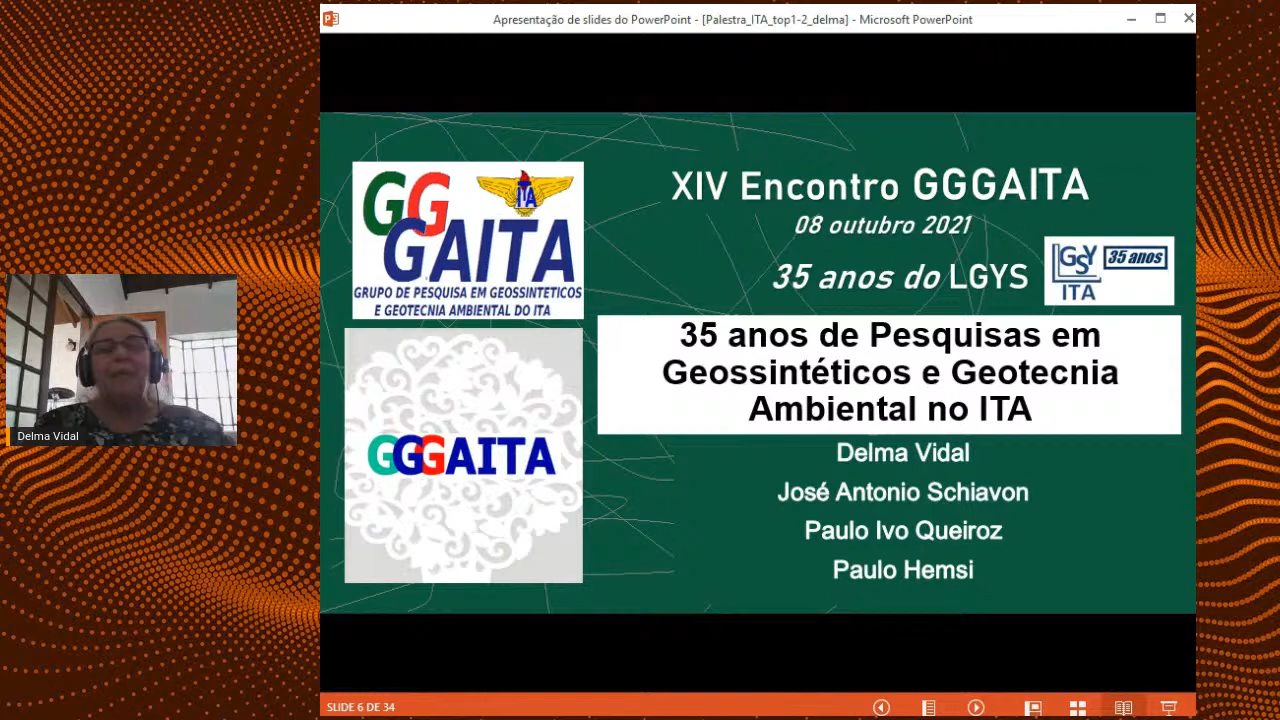 Apresentação de slides do PowerPoint - [Palestra_ITA_top1-2_delma] - Microsoft PowerPoint
GG
GAITA
ITA
GRUPO DE PESQUISA EM GEOSSINTETICOS
E GEOTECNIA AMBIENTAL DO ITA
XIV Encontro GGGAITA
08 outubro 2021
35 anos do LGYS
LGSY
35 anos
ITA
35 anos de Pesquisas em
Geossintéticos e Geotecnia
Ambiental no ITA
GGGAITA
Delma Vidal
José Antonio Schiavon
Paulo Ivo Queiroz
Paulo Hemsi
Delma Vidal
SLIDE 6 DE 34